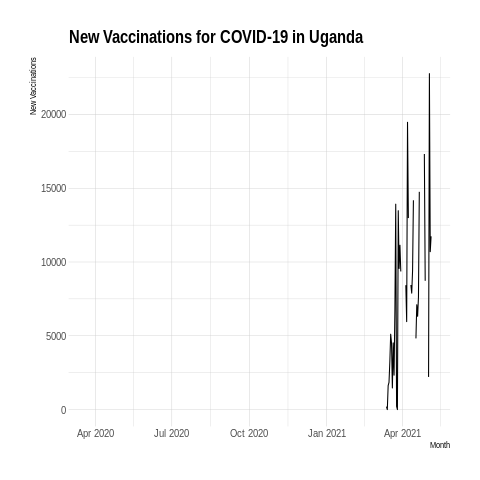 New Vaccinations for COVID-19 in Uganda
New Vaccinations
20000
15000
10000
5000
0
Apr 2020 Jul 2020 Oct 2020 Jan 2021 Apr 2021
Month